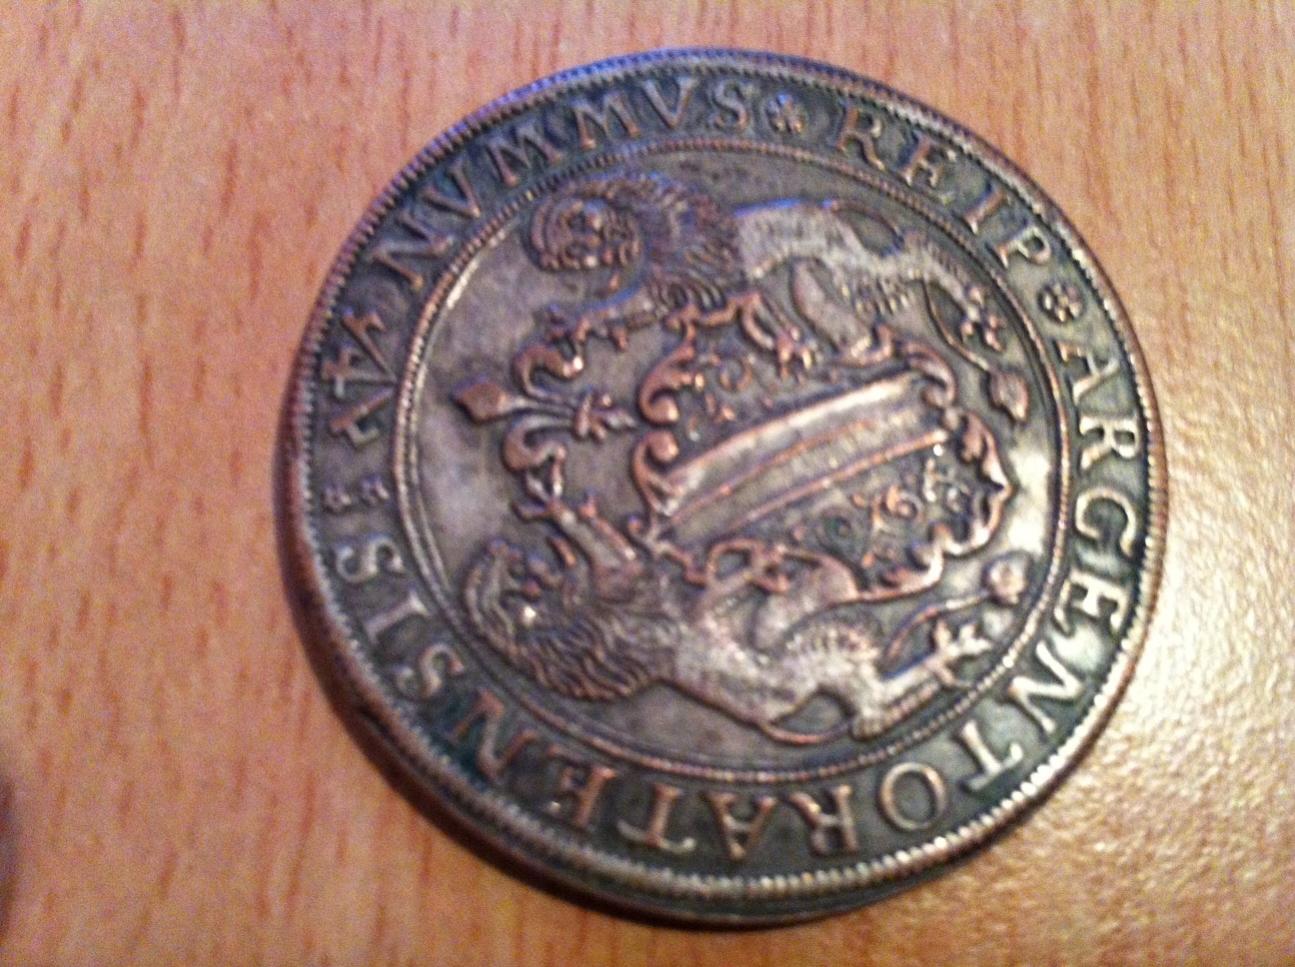 NVMMVS REIP ARGENTORATENSIS